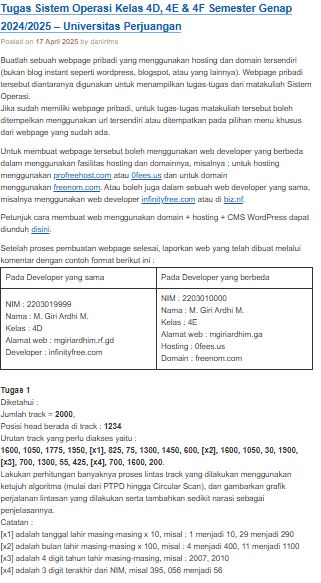 Tugas Sistem Operasi Kelas 4D, 4E & 4F Semester Genap
2024/2025 – Universitas Perjuangan
Posted on 17 April 2025 by danirtms
Buatlah sebuah webpage pribadi yang menggunakan hosting dan domain tersendiri
(bukan blog instant seperti wordpress, blogspot, atau yang lainnya). Webpage pribadi
tersebut diantaranya digunakan untuk menampilkan tugas-tugas dari matakuliah Sistem
Operasi.
Jika sudah memiliki webpage pribadi, untuk tugas-tugas matakuliah tersebut boleh
ditempelkan menggunakan url tersendiri atau ditempatkan pada pilihan menu khusus
dari webpage yang sudah ada.
Untuk membuat webpage tersebut boleh menggunakan web developer yang berbeda
dalam menggunakan fasilitas hosting dan domainnya, misalnya ; untuk hosting
menggunakan profreehost.com atau 0fees.us dan untuk domain
menggunakan freenom.com. Atau boleh juga dalam sebuah web developer yang sama,
misalnya menggunakan web developer infinityfree.com atau di biz.nf.
Petunjuk cara membuat web menggunakan domain + hosting + CMS WordPress dapat
diunduh disini.
Setelah proses pembuatan webpage selesai, laporkan web yang telah dibuat melalui
komentar dengan contoh format berikut ini :
Pada Developer yang sama
NIM : 2203019999
Nama : M. Giri Ardhi M.
Kelas : 4D
Alamat web : mgiriardhim.rf.gd
Developer : infinityfree.com
Pada Developer yang berbeda
NIM : 2203010000
Nama : M. Giri Ardhi M.
Kelas : 4E
Alamat web : mgiriardhim.ga
Hosting : 0fees.us
Domain : freenom.com
Tugas 1
Diketahui :
Jumlah track = 2000,
Posisi head berada di track : 1234
Urutan track yang perlu diakses yaitu :
1600, 1050, 1775, 1950, [x1], 825, 75, 1300, 1450, 600, [x2], 1600, 1050, 30, 1900,
[x3], 700, 1300, 55, 425, [x4], 700, 1600, 200.
Lakukan perhitungan banyaknya proses lintas track yang dilakukan menggunakan
ketujuh algoritma (mulai dari PTPD hingga Circular Scan), dan gambarkan grafik
perjalanan lintasan yang dilakukan serta tambahkan sedikit narasi sebagai
penjelasannya.
Catatan :
[x1] adalah tanggal lahir masing-masing x 10, misal : 1 menjadi 10, 29 menjadi 290
[x2] adalah bulan lahir masing-masing x 100, misal : 4 menjadi 400, 11 menjadi 1100
[x3] adalah 4 digit tahun lahir masing-masing, misal : 2007, 2010
[x4] adalah 3 digit terakhir dari NIM, misal 395, 056 menjadi 56